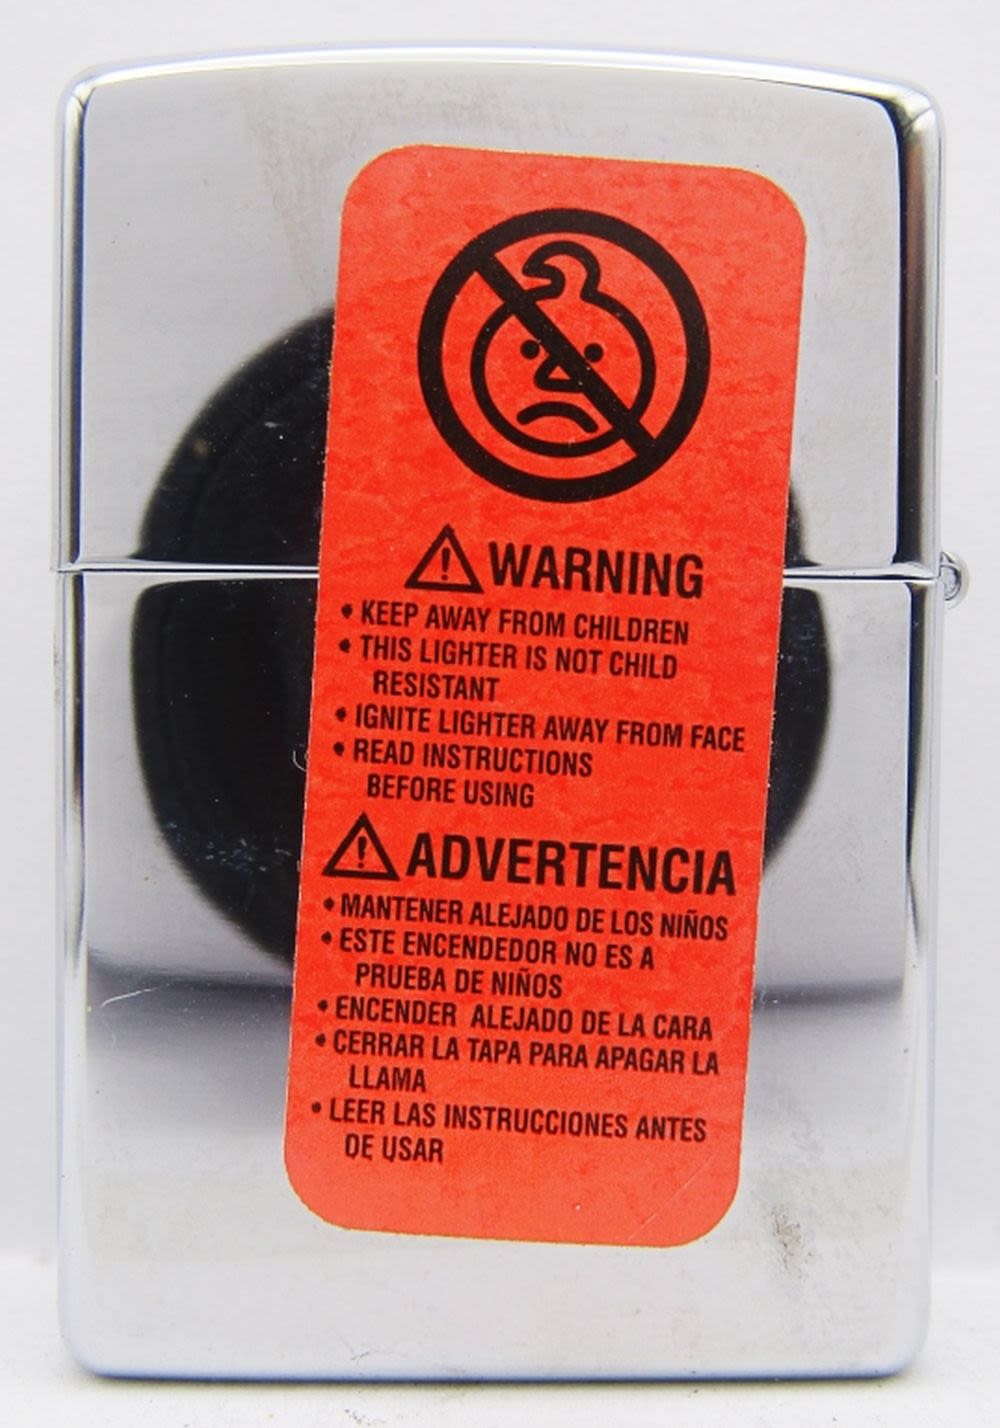 WARNING
• KEEP AWAY FROM CHILDREN
• THIS LIGHTER IS NOT CHILD
RESISTANT
• IGNITE LIGHTER AWAY FROM FACE
• READ INSTRUCTIONS
BEFORE USING
ADVERTENCIA
• MANTENER ALEJADO DE LOS NIÑOS
• ESTE ENCENDEDOR NO ES A
PRUEBA DE NIÑOS
• ENCENDER ALEJADO DE LA CARA
• CERRAR LA TAPA PARA APAGAR LA
LLAMA
• LEER LAS INSTRUCCIONES ANTES
DE USAR